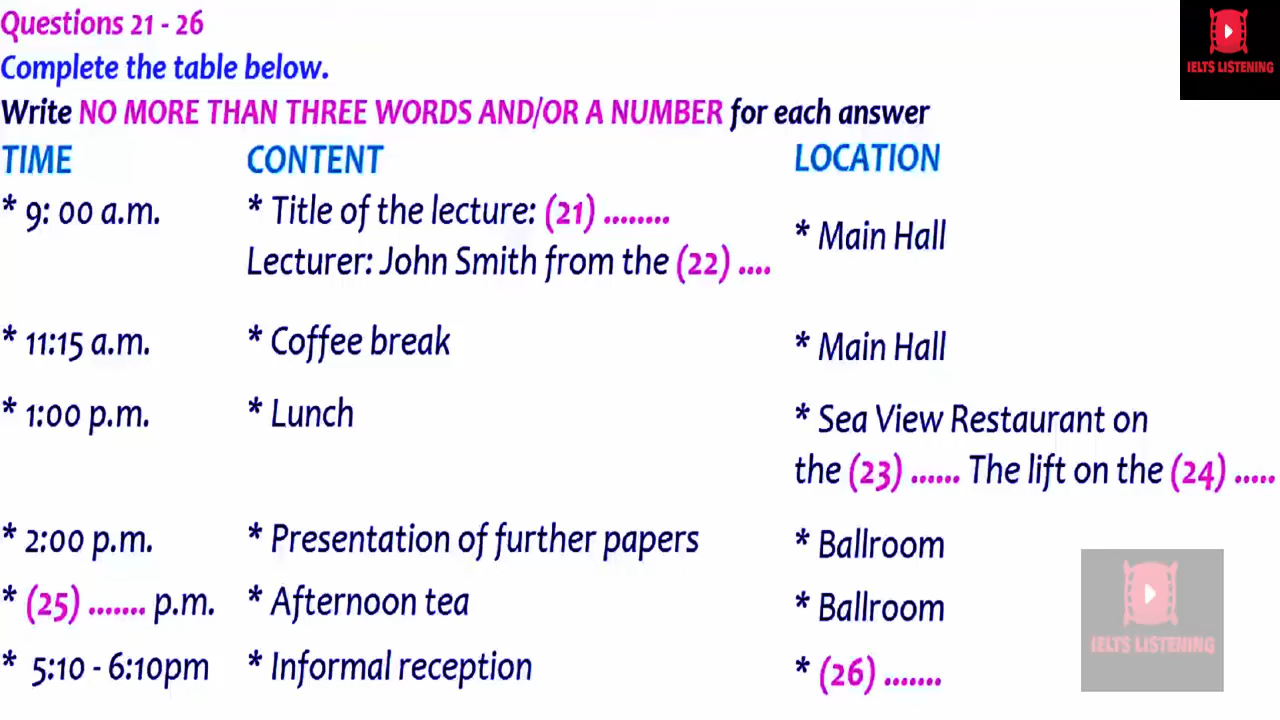 Questions 21 - 26
IELTS LISTENING
Complete the table below.
Write NO MORE THAN THREE WORDS AND/OR A NUMBER for each answer
TIME CONTENT LOCATION
* 9: 00 a.m. * Title of the lecture: (21) ........
* Main Hall
Lecturer: John Smith from the (22) ....
* 11:15 a.m. * Coffee break * Main Hall
* 1:00 p.m. * Lunch * Sea View Restaurant on
the (23) ...... The lift on the (24) .....
* 2:00 p.m. * Presentation of further papers * Ballroom
* (25) ....... p.m. * Afternoon tea * Ballroom
* 5:10 - 6:10pm * Informal reception * (26) .......
IELTS LISTENING